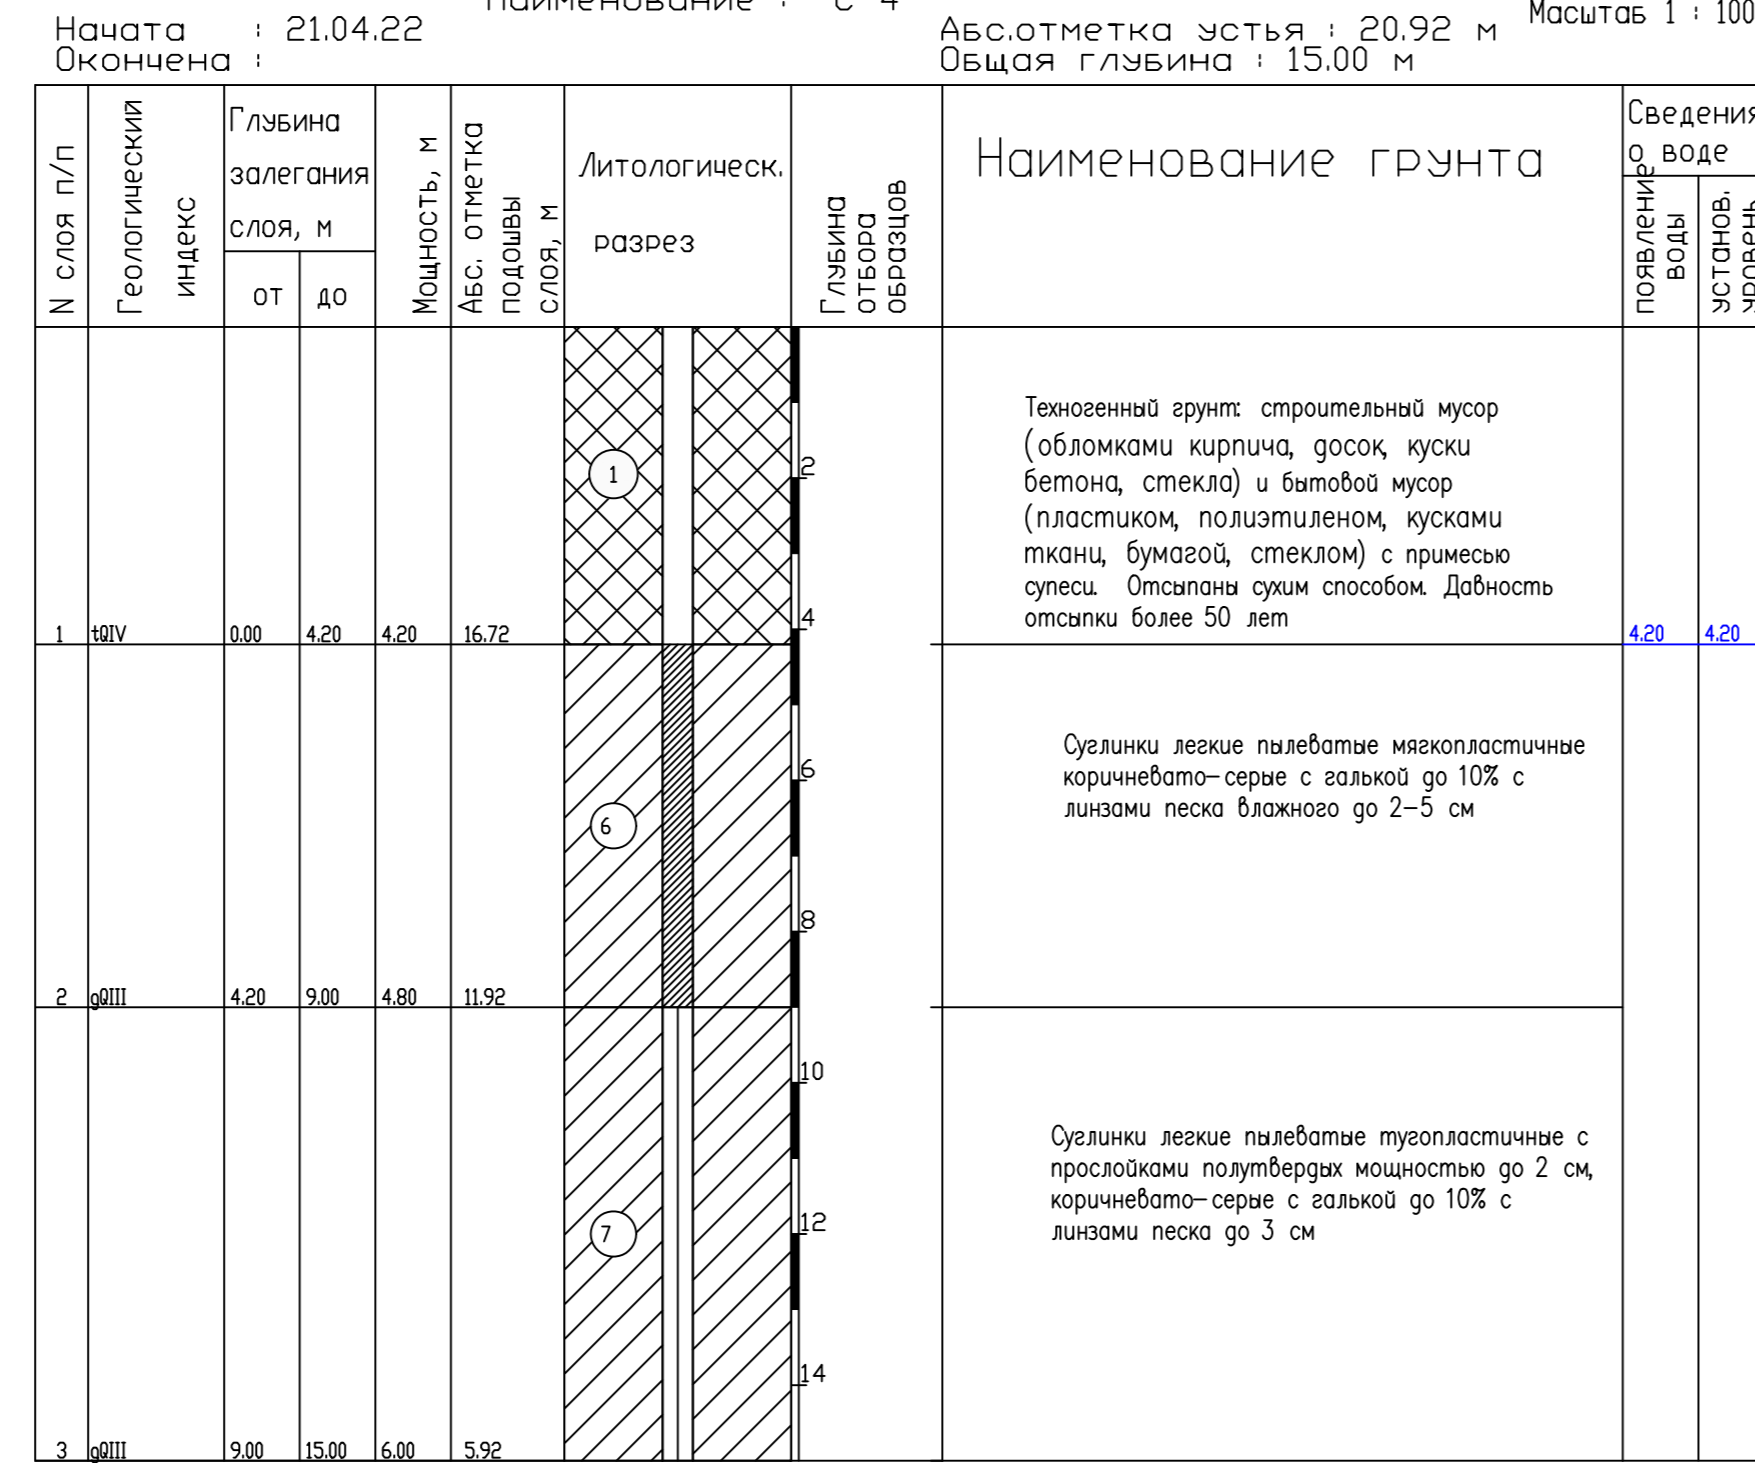 Наименование : С 4
Масштаб 1 : 100
Начата : 21.04.22
Абс.отметка устья : 20.92 м
Окончена :
Общая глубина : 15.00 м
N слоя п/п
Геологический
индекс
Глубина
залегания
слоя, м
от
до
Мощность, м
Абс. отметка
подошвы
слоя, м
Литологическ.
разрез
Глубина
отбора
образцов
Наименование грунта
Сведения
о воде
появление
воды
установ.
уровень
Техногенный грунт: строительный мусор
(обломками кирпича, досок, куски
бетона, стекла) и бытовой мусор
(пластиком, полиэтиленом, кусками
ткани, бумагой, стеклом) с примесью
супеси. Отсыпаны сухим способом. Давность
отсыпки более 50 лет
1
2
4
1 tQIV 0.00 4.20 4.20 16.72
4.20 4.20
Суглинки легкие пылеватые мягкопластичные
коричневато-серые с галькой до 10% с
линзами песка влажного до 2-5 см
6
6
8
2 gQIII 4.20 9.00 4.80 11.92
10
Суглинки легкие пылеватые тугопластичные с
прослойками полутвердых мощностью до 2 см,
коричневато-серые с галькой до 10% с
линзами песка до 3 см
7
12
14
3 gQIII 9.00 15.00 6.00 5.92